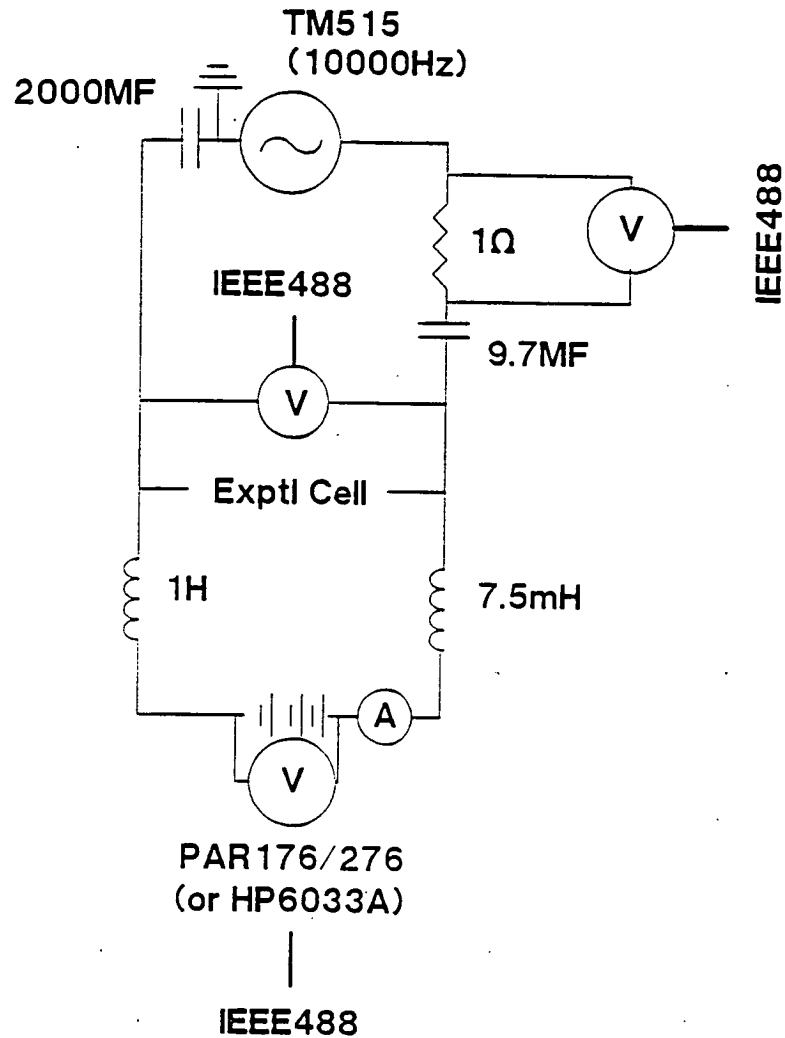 TM515
(10000Hz)
2000MF
1Ω
V
IEEE488
IEEE488
9.7MF
V
Exptl Cell
1H
7.5mH
A
V
PAR176/276
(or HP6033A)
IEEE488